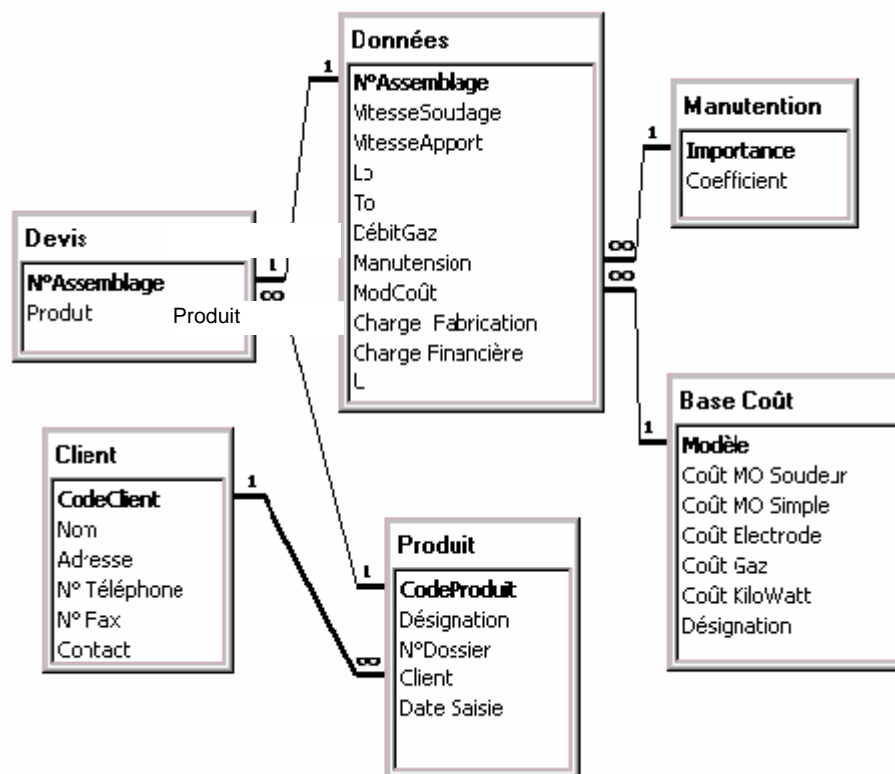 Données
N°Assemblage
VitesseSoudage
VitesseApport
Lo
To
DébitGaz
Manutension
ModCoût
Charge Fabrication
Charge Financière
L
1
1
Manutention
Importance
Coefficient
Devis
N°Assemblage
Produt
Produit
1
∞
∞
∞
Base Coût
Modèle
Coût MO Soudeur
Coût MO Simple
Coût Electrode
Coût Gaz
Coût KiloWatt
Désignation
1
Client
CodeClient
Nom
Adresse
N° Téléphone
N° Fax
Contact
1
Produit
CodeProduit
Désignation
N°Dossier
Client
Date Saisie
1
∞